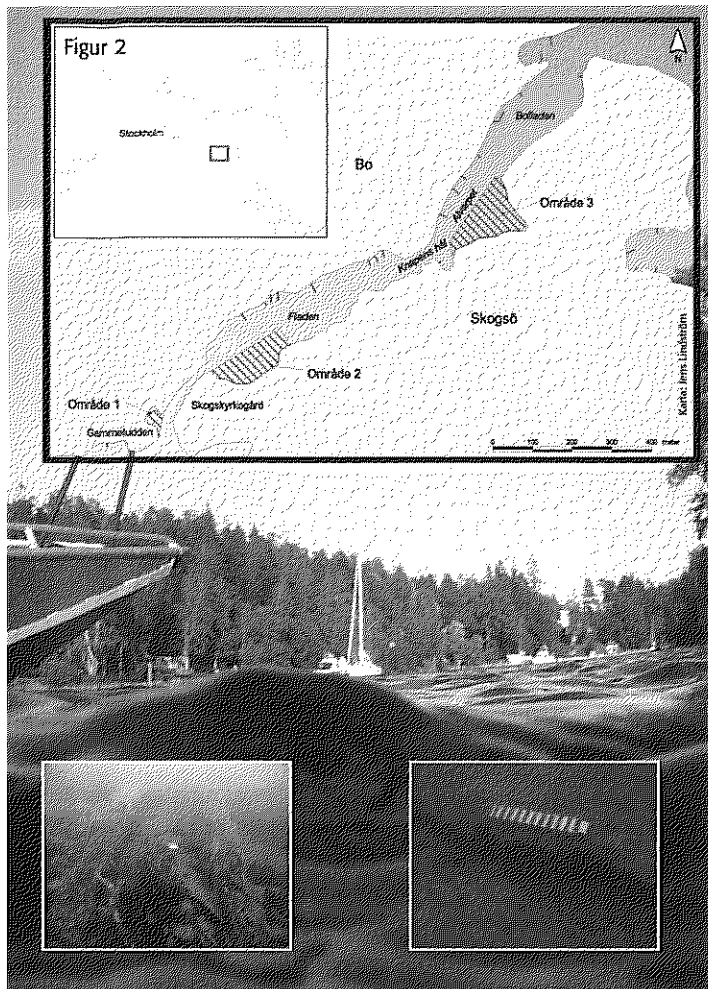 Figur 2
N
Stockholm
Bofladen
Bo
Område 3
Knapens hål
Fladen
Skogsö
Område 2
Område 1
Skogskyrkogård
Gammeludden
Karta: Jens Lindström
0 100 200 300 400 meter